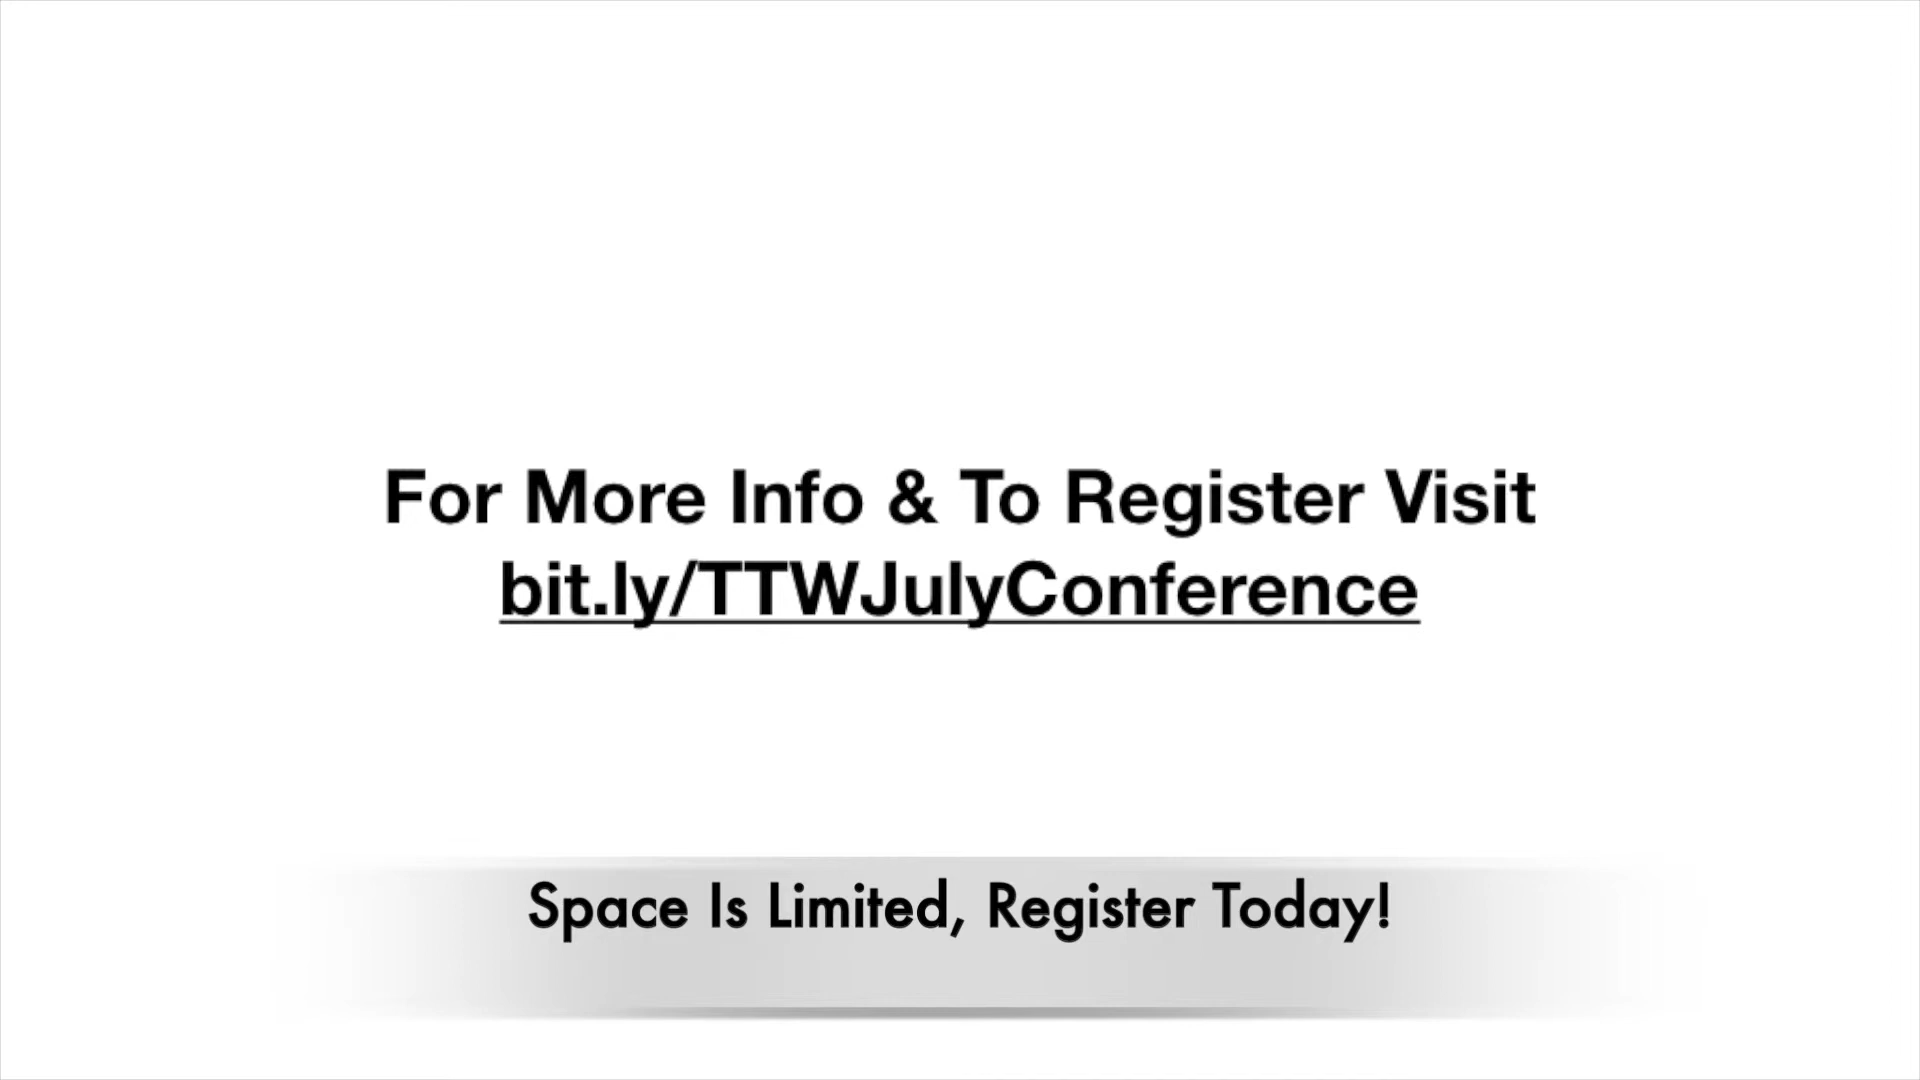 For More Info & To Register Visit
bit.ly/TTWJulyConference
Space Is Limited, Register Today!